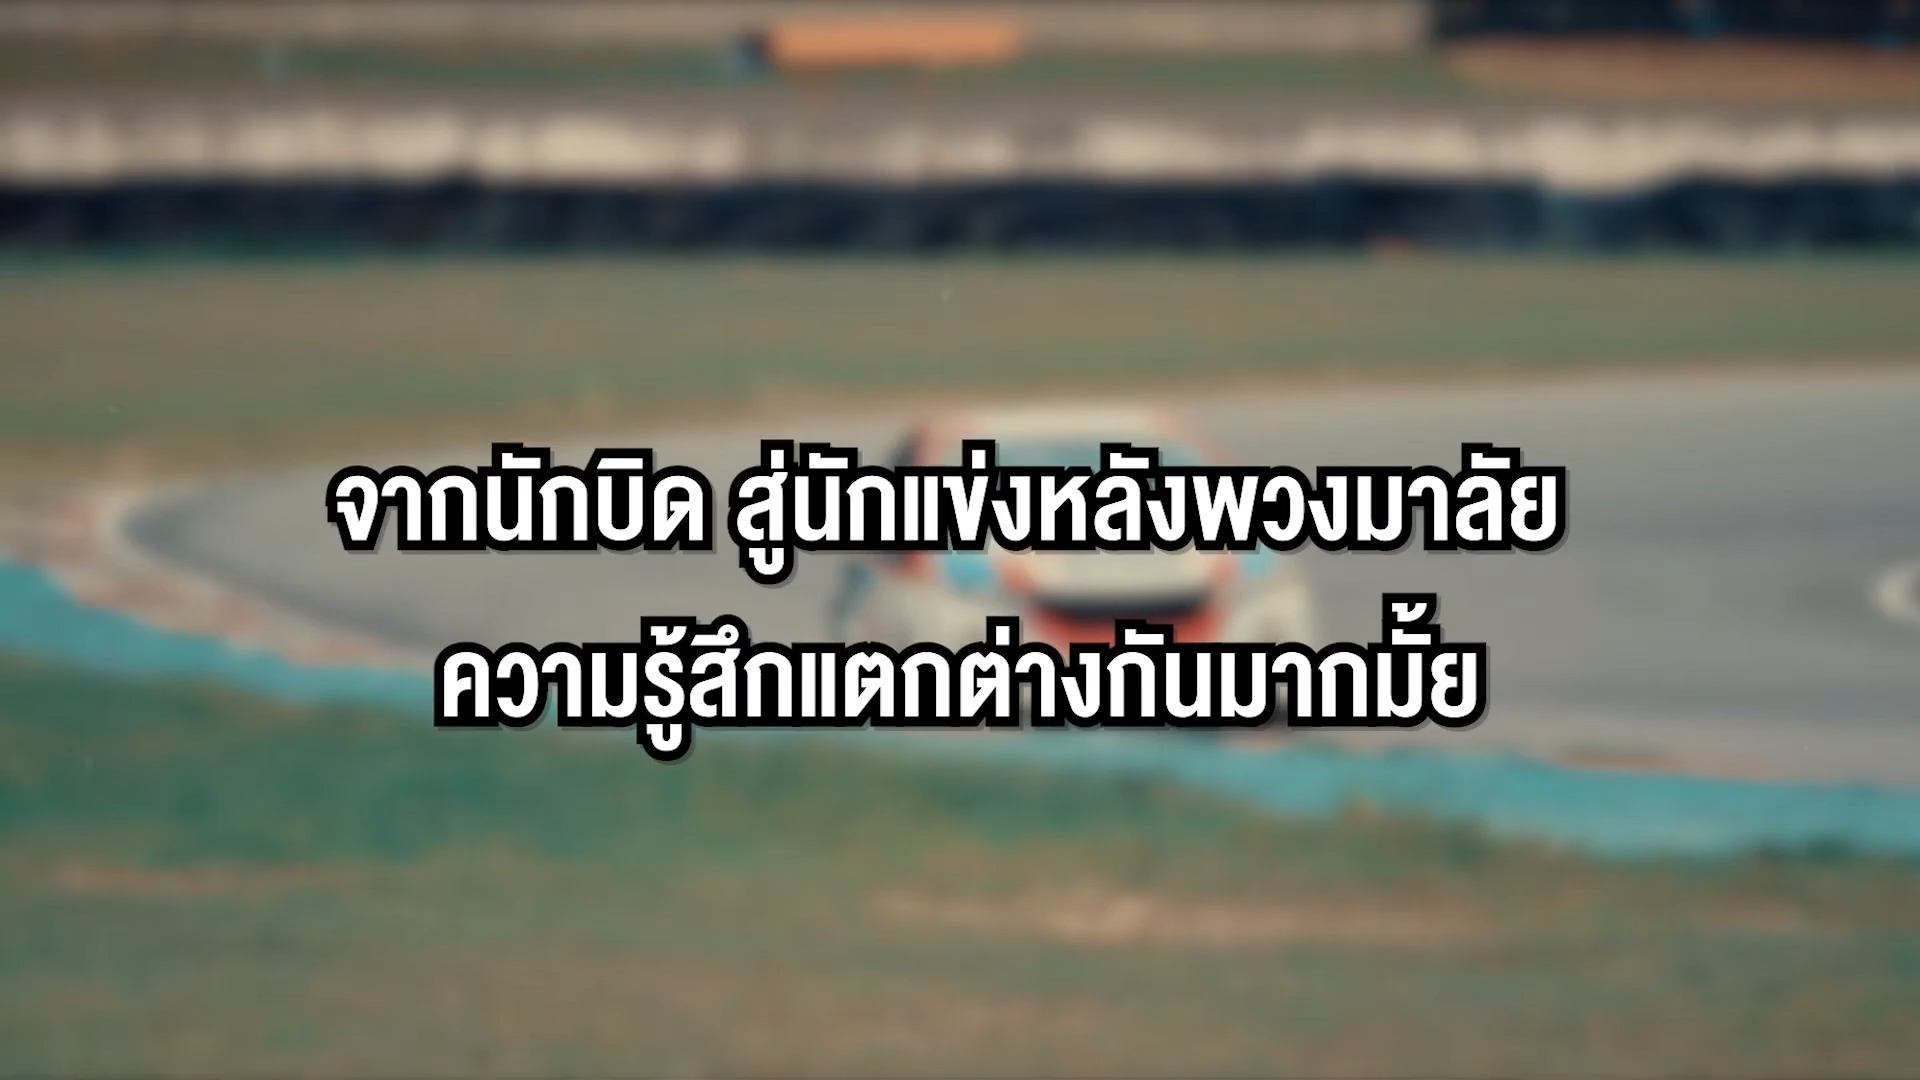 จากนักบิด สู่นักแข่งหลังพวงมาลัย
ความรู้สึกแตกต่างกันมากมั้ย